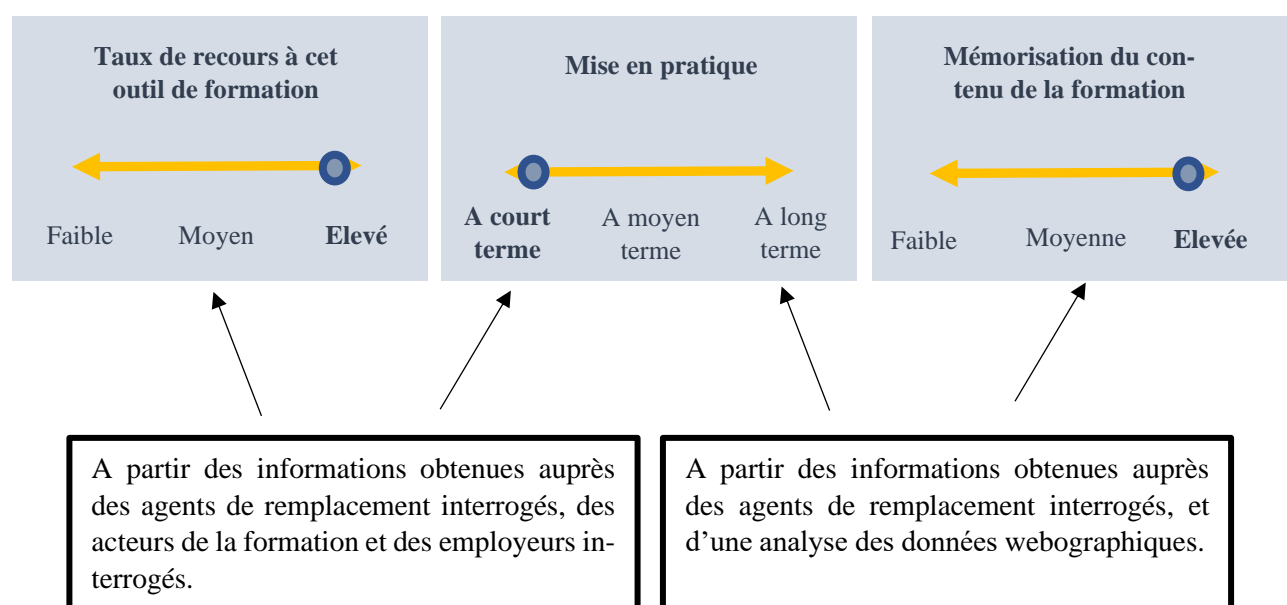 Taux de recours à cet
outil de formation
Faible Moyen Elevé
Mise en pratique
A court
terme
A moyen
terme
A long
terme
Mémorisation du con-
tenu de la formation
Faible Moyenne Elevée
A partir des informations obtenues auprès
des agents de remplacement interrogés, des
acteurs de la formation et des employeurs in-
terrogés.
A partir des informations obtenues auprès
des agents de remplacement interrogés, et
d’une analyse des données webographiques.